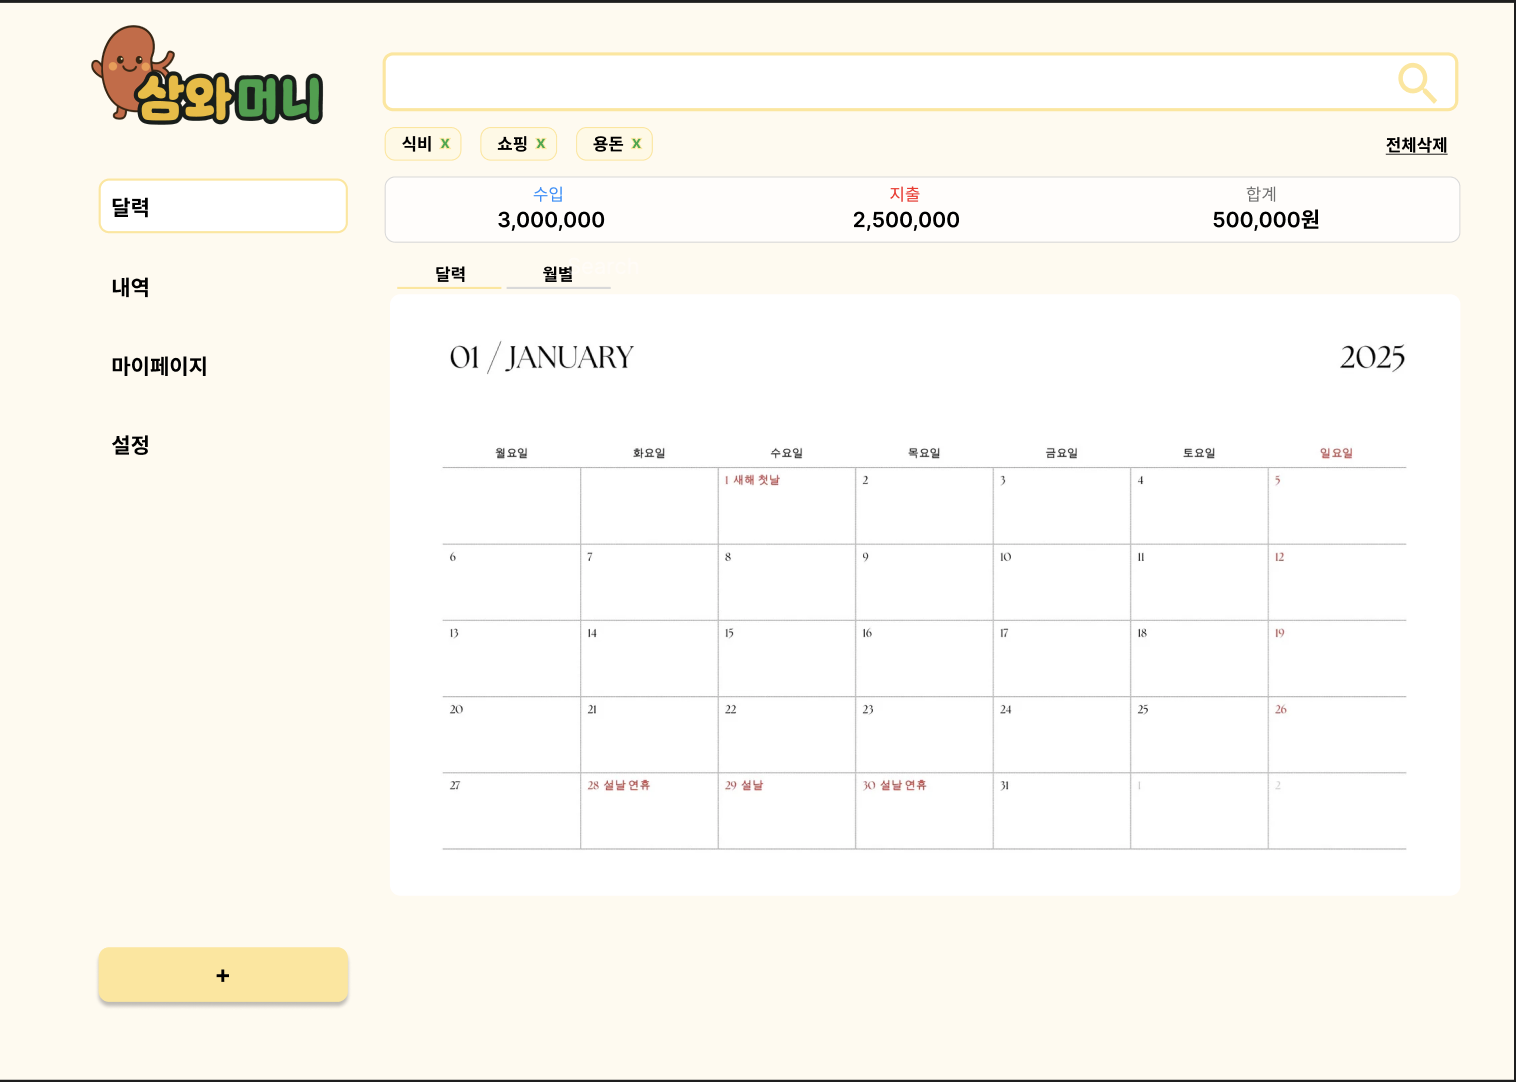 삼와머니
식비 x 쇼핑 x 용돈 x 전체삭제
달력
내역
마이페이지
설정
+
수입 지출 합계
3,000,000 2,500,000 500,000원
달력 월별
01 / JANUARY 2025
월요일 화요일 수요일 목요일 금요일 토요일 일요일
1 새해 첫날 2 3 4 5
6 7 8 9 10 11 12
13 14 15 16 17 18 19
20 21 22 23 24 25 26
27 28 설날 연휴 29 설날 30 설날 연휴 31 1 2